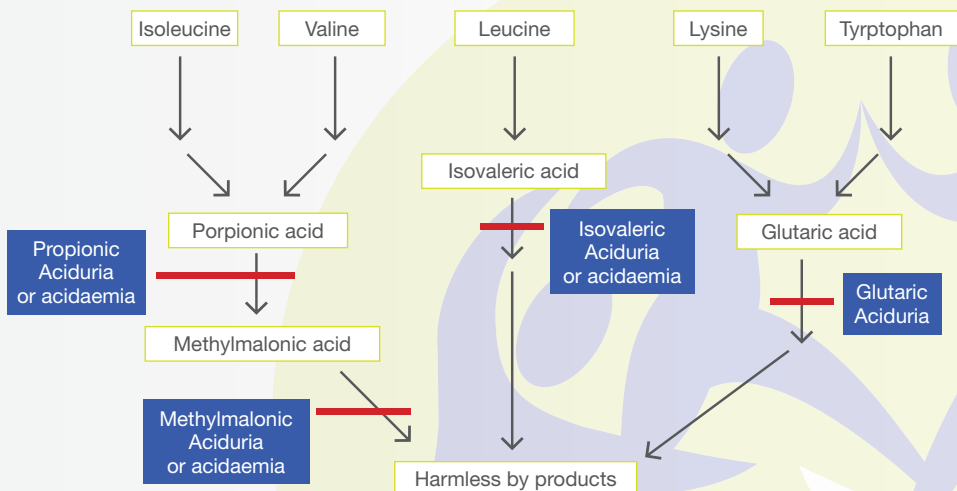 Isoleucine
Valine
Leucine
Lysine
Tyrptophan
Isovaleric acid
Porpionic acid
Glutaric acid
Propionic
Aciduria
or acidaemia
Isovaleric
Aciduria
or acidaemia
Glutaric
Aciduria
Methylmalonic acid
Methylmalonic
Aciduria
or acidaemia
Harmless by products